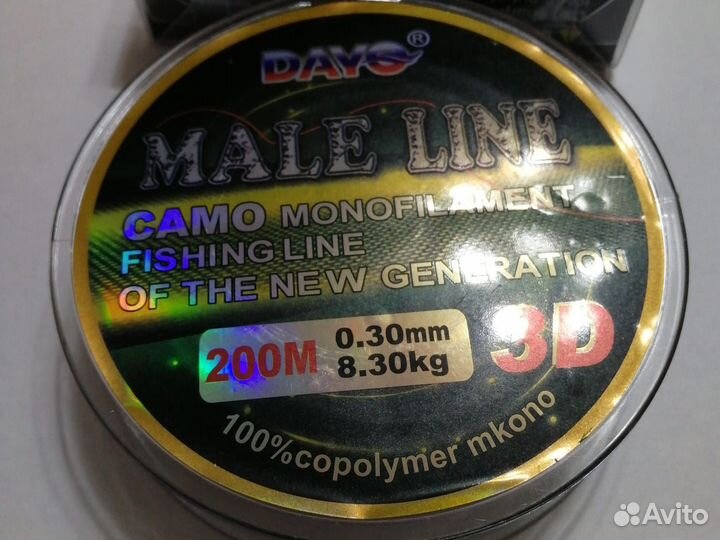 DAYO®
MALE LINE
CAMO MONOFILAMENT
FISHING LINE
OF THE NEW GENERATION
200M
0.30mm
8.30kg
3D
100%copolymer mkono
Avito